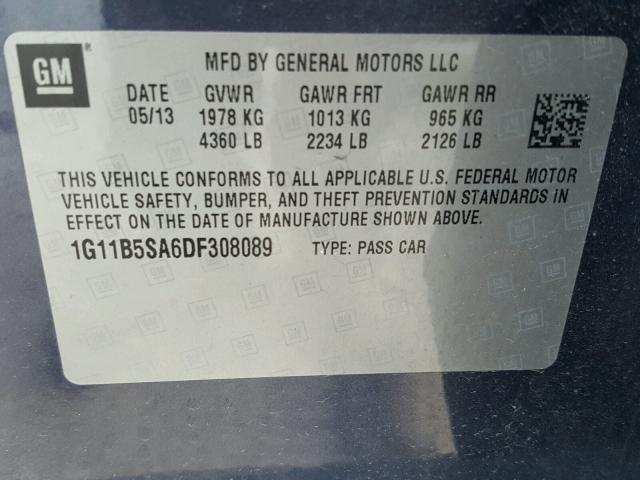 GM ®
MFD BY GENERAL MOTORS LLC
DATE GVWR GAWR FRT GAWR RR
05/13 1978 KG 1013 KG 965 KG
4360 LB 2234 LB 2126 LB
THIS VEHICLE CONFORMS TO ALL APPLICABLE U.S. FEDERAL MOTOR
VEHICLE SAFETY, BUMPER, AND THEFT PREVENTION STANDARDS IN
EFFECT ON THE DATE OF MANUFACTURE SHOWN ABOVE.
1G11B5SA6DF308089 TYPE: PASS CAR